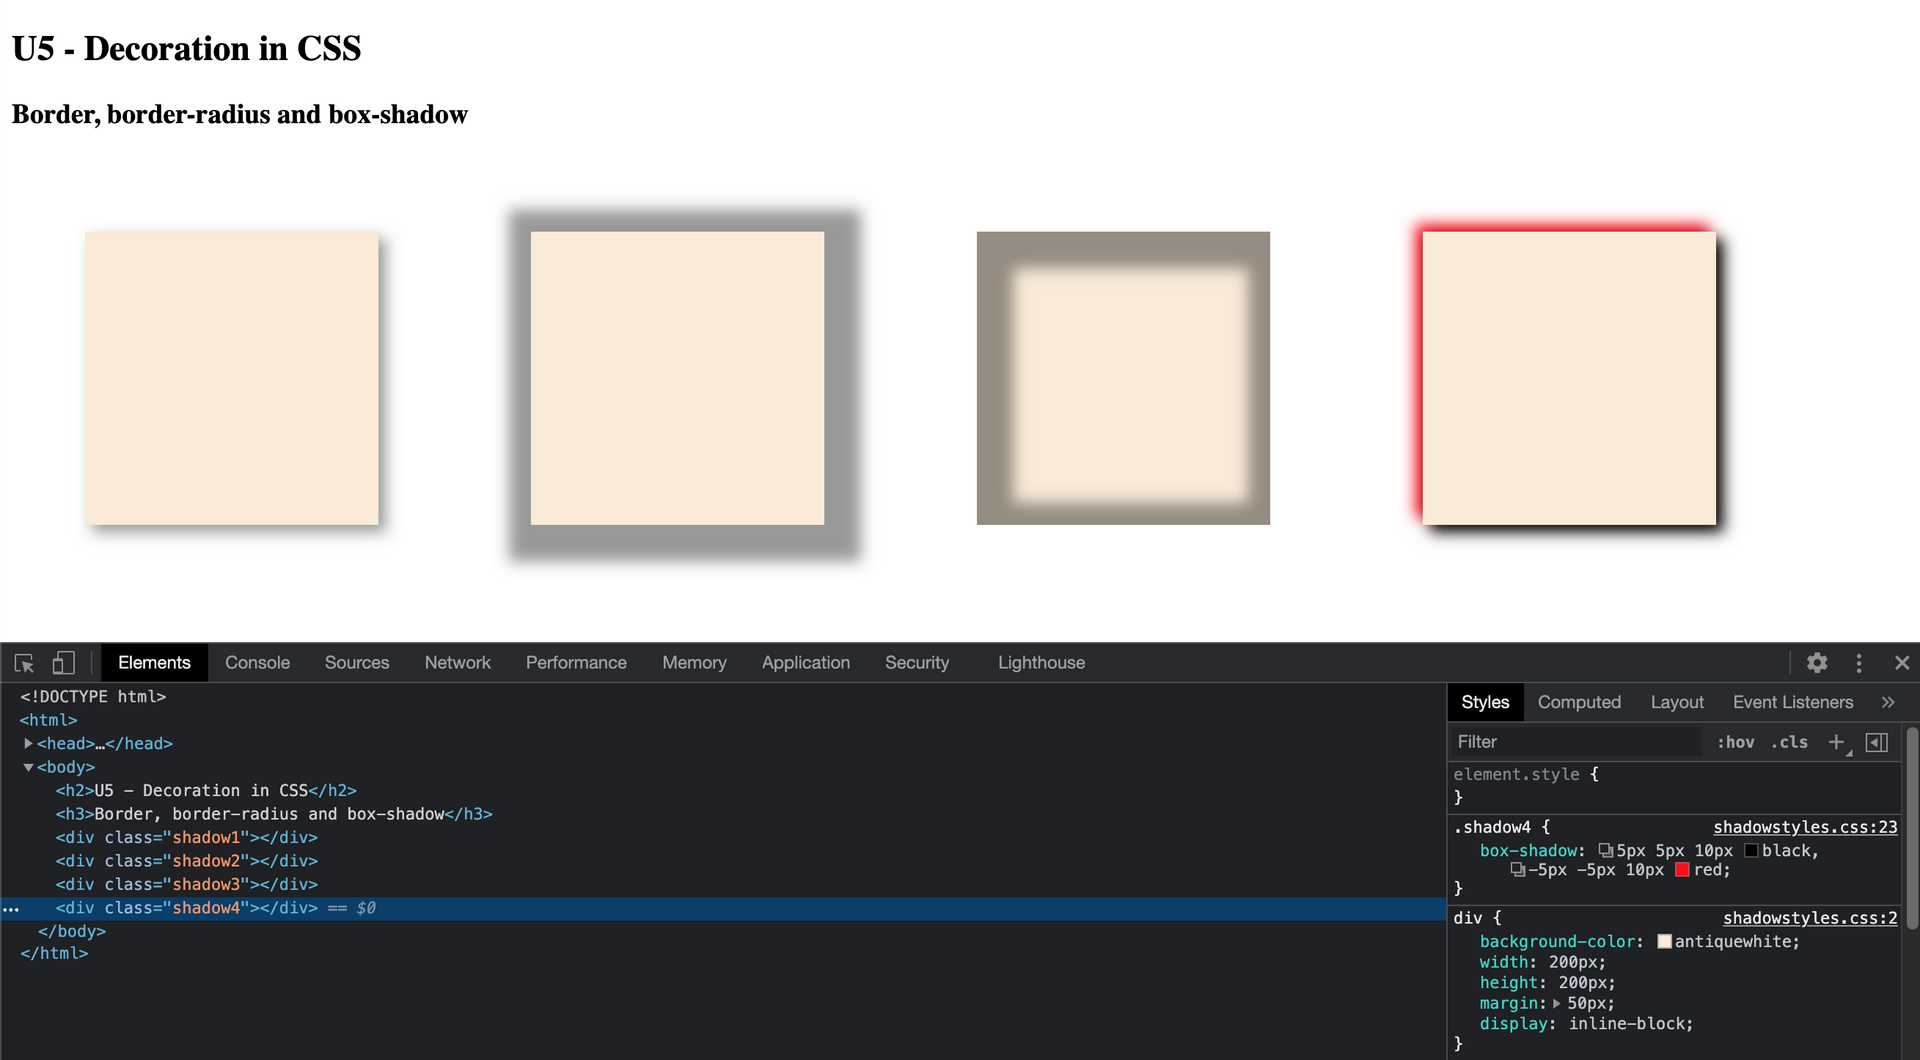 U5 - Decoration in CSS
Border, border-radius and box-shadow
Elements Console Sources Network Performance Memory Application Security Lighthouse
<!DOCTYPE html>
<html>
<head>…</head>
<body>
<h2>U5 – Decoration in CSS</h2>
<h3>Border, border-radius and box-shadow</h3>
<div class="shadow1"></div>
<div class="shadow2"></div>
<div class="shadow3"></div>
<div class="shadow4"></div> == $0
</body>
</html>
Styles Computed Layout Event Listeners »
Filter :hov .cls +
element.style {
}
.shadow4 { shadowstyles.css:23
box-shadow: 5px 5px 10px black,
-5px -5px 10px red;
}
div { shadowstyles.css:2
background-color: antiquewhite;
width: 200px;
height: 200px;
margin: 50px;
display: inline-block;
}